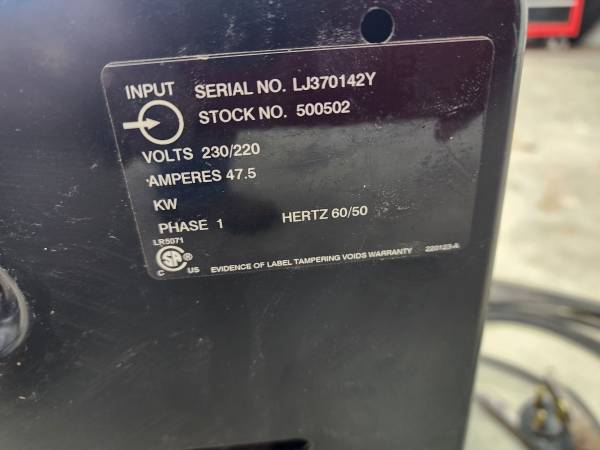 INPUT
SERIAL NO. LJ370142Y
STOCK NO. 500502
VOLTS 230/220
AMPERES 47.5
KW
PHASE 1 HERTZ 60/50
LR5071
SA ®
C US EVIDENCE OF LABEL TAMPERING VOIDS WARRANTY 220123-A